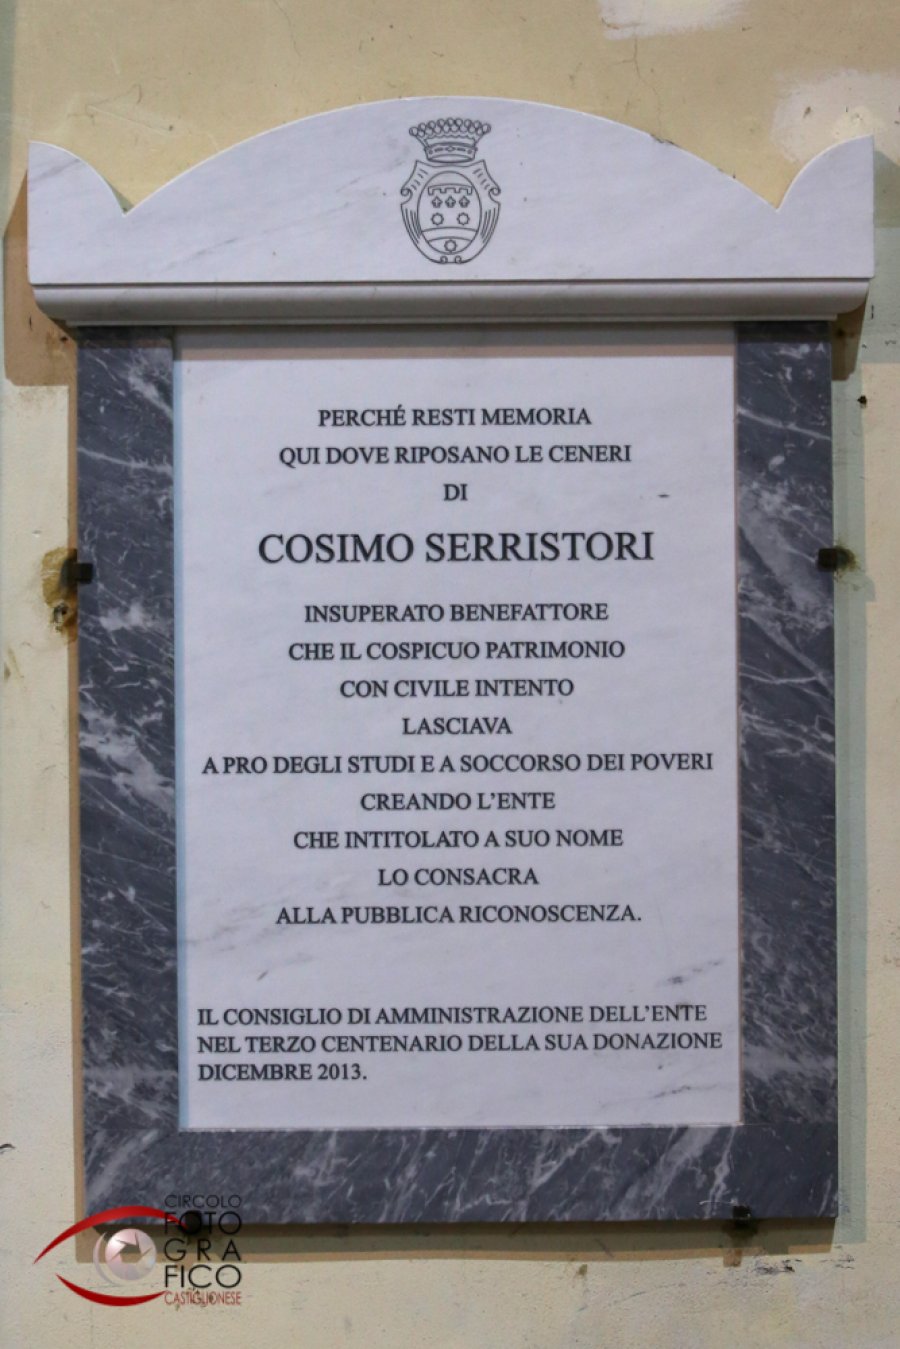 PERCHÉ RESTI MEMORIA
QUI DOVE RIPOSANO LE CENERI
DI
COSIMO SERRISTORI
INSUPERATO BENEFATTORE
CHE IL COSPICUO PATRIMONIO
CON CIVILE INTENTO
LASCIAVA
A PRO DEGLI STUDI E A SOCCORSO DEI POVERI
CREANDO L'ENTE
CHE INTITOLATO A SUO NOME
LO CONSACRA
ALLA PUBBLICA RICONOSCENZA.
IL CONSIGLIO DI AMMINISTRAZIONE DELL'ENTE
NEL TERZO CENTENARIO DELLA SUA DONAZIONE
DICEMBRE 2013.
CIRCOLO
FOTO
GRA
FICO
CASTIGLIONESE